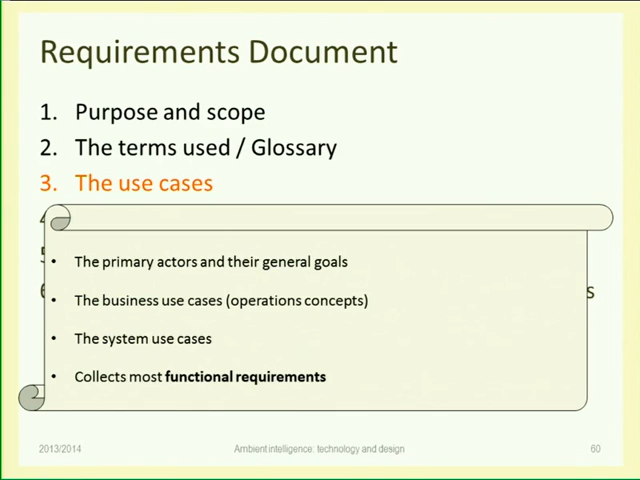 Requirements Document
1. Purpose and scope
2. The terms used / Glossary
3. The use cases
• The primary actors and their general goals
• The business use cases (operations concepts)
• The system use cases
• Collects most functional requirements
2013/2014
Ambient intelligence: technology and design
60